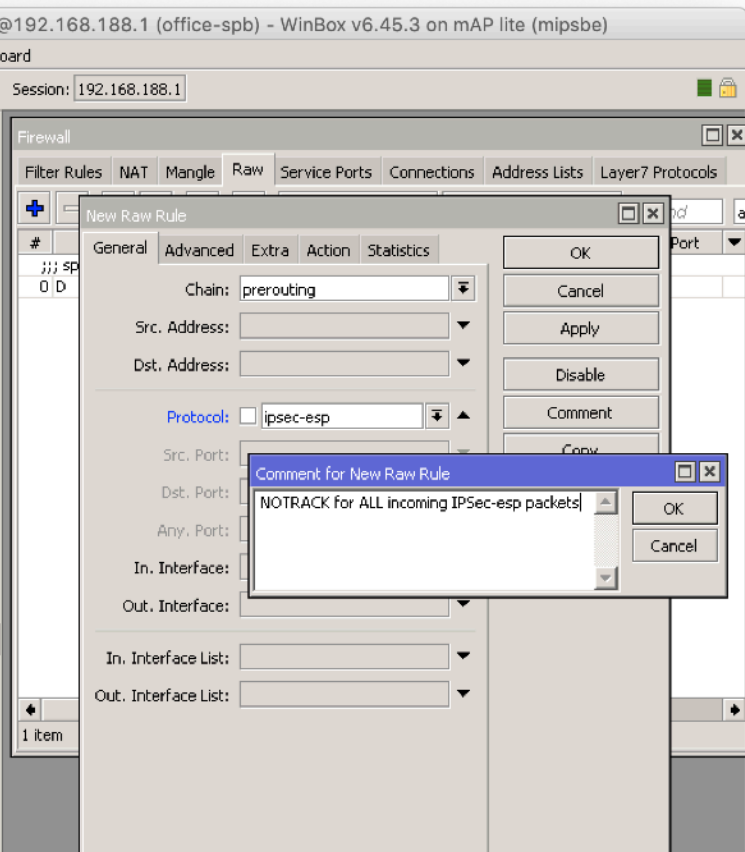 @192.168.188.1 (office-spb) - WinBox v6.45.3 on mAP lite (mipsbe)
oard
Session: 192.168.188.1
Firewall
Filter Rules NAT Mangle Raw Service Ports Connections Address Lists Layer7 Protocols
New Raw Rule
# Port
;;; sp
0 D
General Advanced Extra Action Statistics
OK
Chain: prerouting
Cancel
Src. Address:
Apply
Dst. Address:
Disable
Protocol: ipsec-esp
Comment
Src. Port:
Copy
Comment for New Raw Rule
Dst. Port:
NOTRACK for ALL incoming IPSec-esp packets
OK
Any. Port:
Cancel
In. Interface:
Out. Interface:
In. Interface List:
Out. Interface List:
1 item